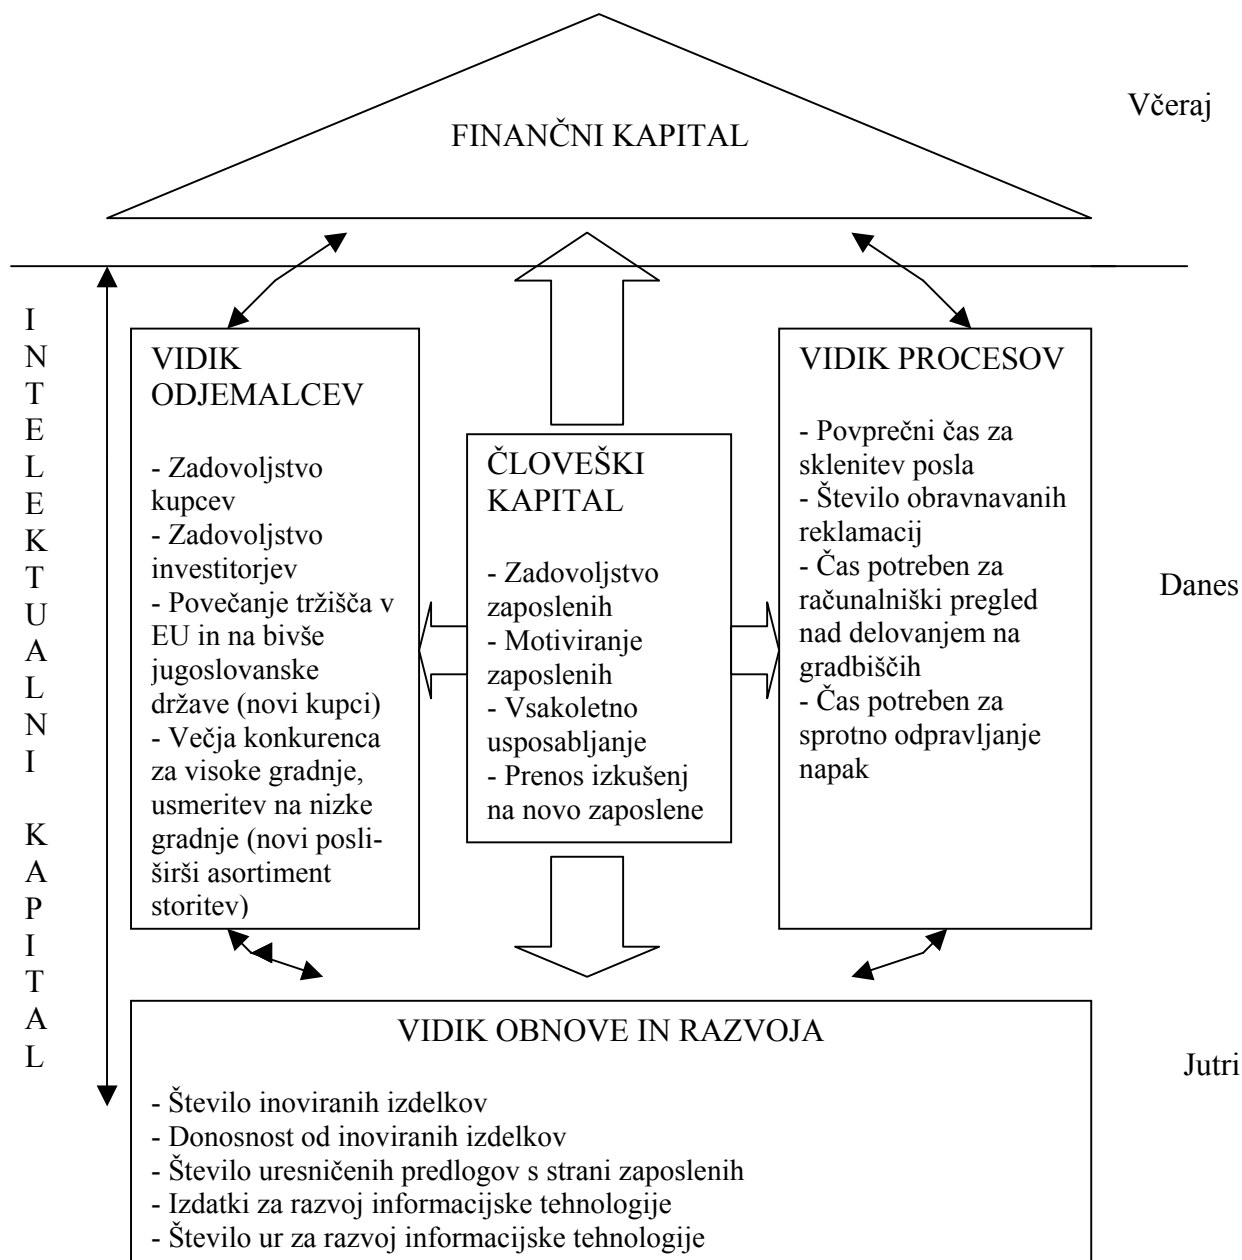 Včeraj
FINANČNI KAPITAL
INTELEKTUALNI KAPITAL
VIDIK
ODJEMALCEV
- Zadovoljstvo
kupcev
- Zadovoljstvo
investitorjev
- Povečanje tržišča v
EU in na bivše
jugoslovanske
države (novi kupci)
- Večja konkurenca
za visoke gradnje,
usmeritev na nizke
gradnje (novi posli-
širši asortiment
storitev)
ČLOVEŠKI
KAPITAL
- Zadovoljstvo
zaposlenih
- Motiviranje
zaposlenih
- Vsakoletno
usposabljanje
- Prenos izkušenj
na novo zaposlene
VIDIK PROCESOV
- Povprečni čas za
sklenitev posla
- Število obravnavanih
reklamacij
- Čas potreben za
računalniški pregled
nad delovanjem na
gradbiščih
- Čas potreben za
sprotno odpravljanje
napak
Danes
VIDIK OBNOVE IN RAZVOJA
- Število inoviranih izdelkov
- Donosnost od inoviranih izdelkov
- Število uresničenih predlogov s strani zaposlenih
- Izdatki za razvoj informacijske tehnologije
- Število ur za razvoj informacijske tehnologije
Jutri